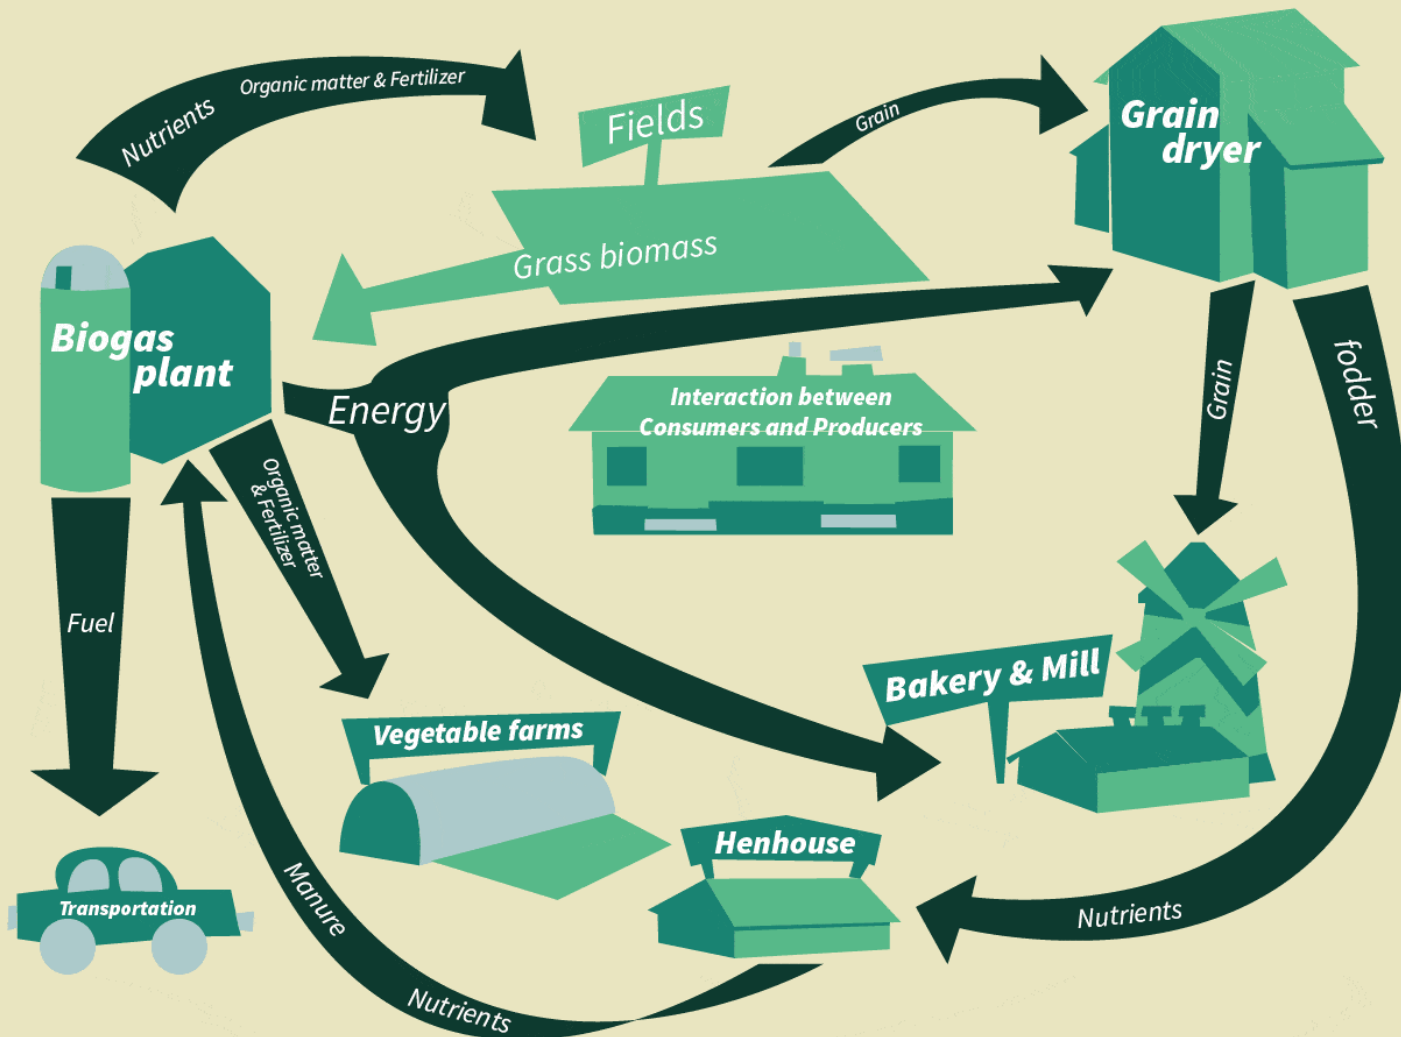 Nutrients
Organic matter & Fertilizer
Fields
Grain
Grain
dryer
Grass biomass
Biogas
plant
Energy
Interaction between
Consumers and Producers
Grain
fodder
Organic matter
& Fertilizer
Fuel
Bakery & Mill
Vegetable farms
Henhouse
Transportation
Manure
Nutrients
Nutrients